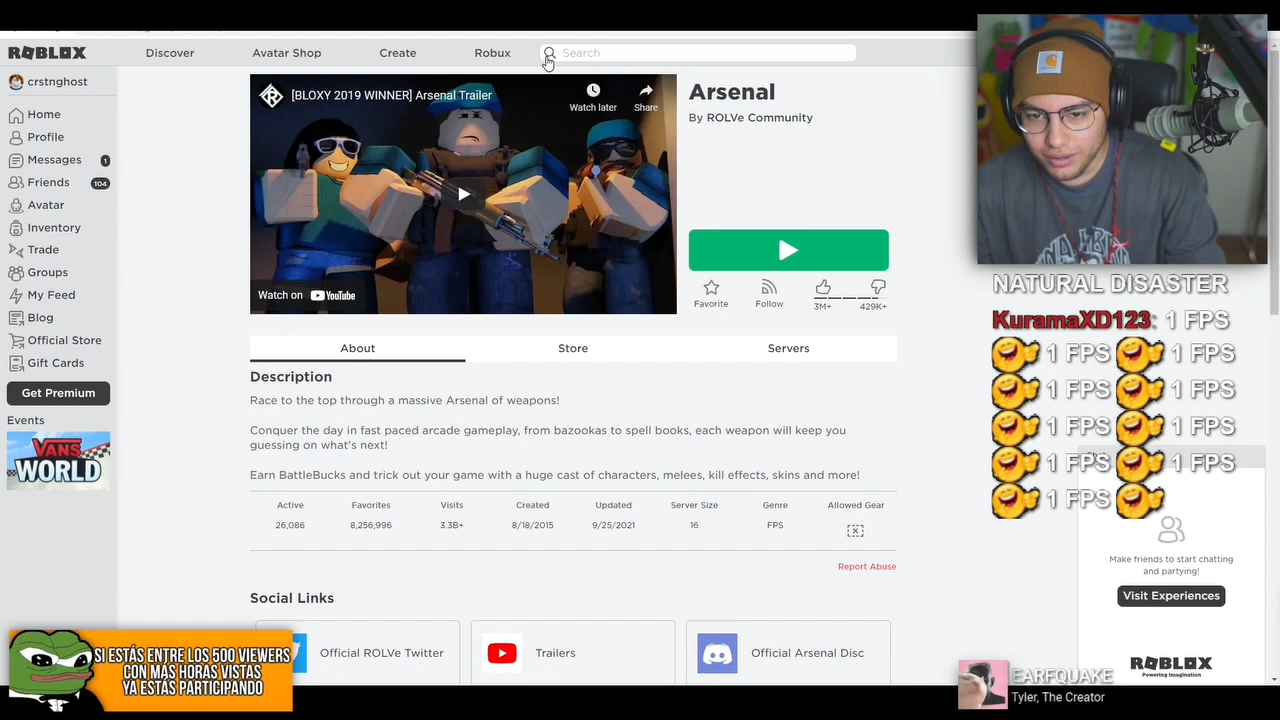 ROBLOX
Discover
Avatar Shop
Create
Robux
Search
crstnghost
Home
Profile
Messages 1
Friends 104
Avatar
Inventory
Trade
Groups
My Feed
Blog
Official Store
Gift Cards
Get Premium
Events
VANS
WORLD
[BLOXY 2019 WINNER] Arsenal Trailer
Watch later
Share
Watch on YouTube
Arsenal
By ROLVe Community
Favorite
Follow
3M+
429K+
About
Store
Servers
Description
Race to the top through a massive Arsenal of weapons!
Conquer the day in fast paced arcade gameplay, from bazookas to spell books, each weapon will keep you
guessing on what's next!
Earn BattleBucks and trick out your game with a huge cast of characters, melees, kill effects, skins and more!
Active Favorites Visits Created Updated Server Size Genre Allowed Gear
26,086 8,256,996 3.3B+ 8/18/2015 9/25/2021 16 FPS
Report Abuse
Social Links
Official ROLVe Twitter
Trailers
Official Arsenal Disc
NATURAL DISASTER
KuramaXD123: 1 FPS
1 FPS 1 FPS
1 FPS 1 FPS
1 FPS 1 FPS
1 FPS 1 FPS
1 FPS
Make friends to start chatting
and partying!
Visit Experiences
ROBLOX
Powering Imagination
SI ESTÁS ENTRE LOS 500 VIEWERS
CON MÁS HORAS VISTAS
YA ESTÁS PARTICIPANDO
EARFQUAKE
Tyler, The Creator